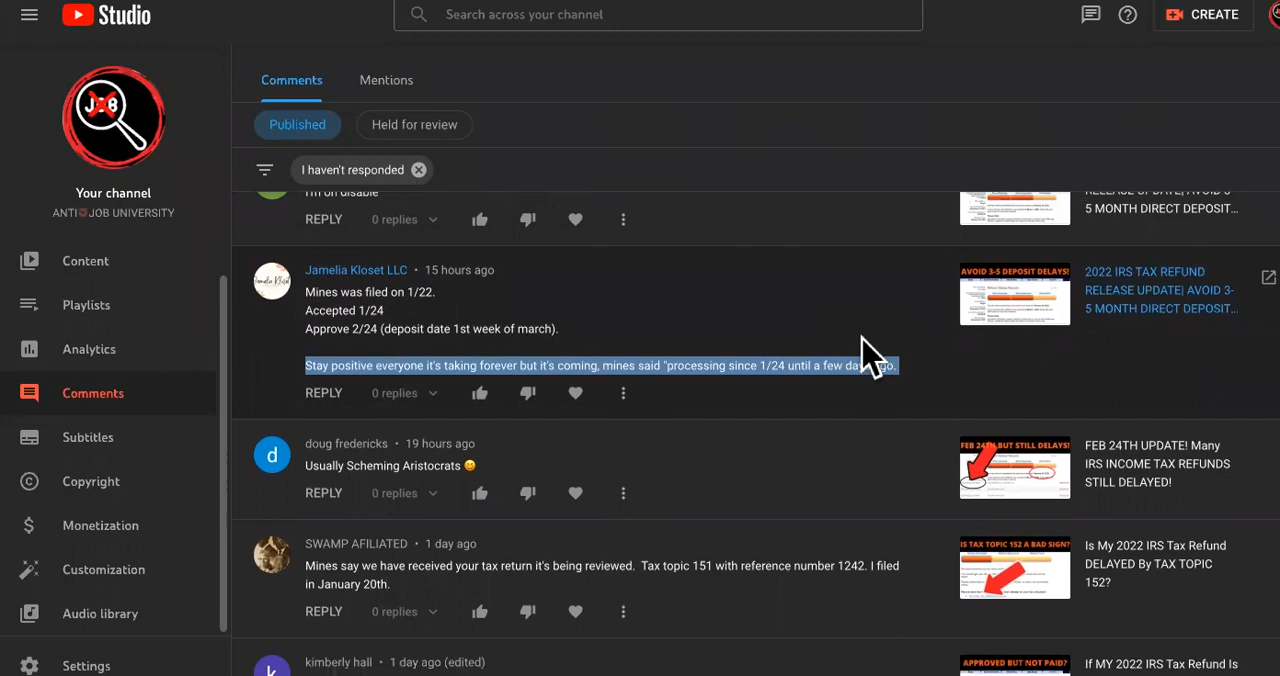 Studio
Search across your channel
CREATE
JOB
Your channel
ANTI JOB UNIVERSITY
Content
Playlists
Analytics
Comments
Subtitles
Copyright
Monetization
Customization
Audio library
Settings
Comments Mentions
Published Held for review
I haven't responded
I'm on disable
REPLY 0 replies
RELEASE UPDATE| AVOID 3-
5 MONTH DIRECT DEPOSIT...
Jamelia Kloset LLC • 15 hours ago
Mines was filed on 1/22.
Accepted 1/24
Approve 2/24 (deposit date 1st week of march).
Stay positive everyone it's taking forever but it's coming, mines said "processing since 1/24 until a few go.
REPLY 0 replies
AVOID 3-5 DEPOSIT DELAYS!
2022 IRS TAX REFUND
RELEASE UPDATE| AVOID 3-
5 MONTH DIRECT DEPOSIT...
d
doug fredericks • 19 hours ago
Usually Scheming Aristocrats 😆
REPLY 0 replies
FEB 24TH BUT STILL DELAYS!
FEB 24TH UPDATE! Many
IRS INCOME TAX REFUNDS
STILL DELAYED!
SWAMP AFILIATED • 1 day ago
Mines say we have received your tax return it's being reviewed. Tax topic 151 with reference number 1242. I filed
in January 20th.
REPLY 0 replies
IS TAX TOPIC 152 A BAD SIGN?
Is My 2022 IRS Tax Refund
DELAYED By TAX TOPIC
152?
k
kimberly hall • 1 day ago (edited)
APPROVED BUT NOT PAID?
If MY 2022 IRS Tax Refund Is